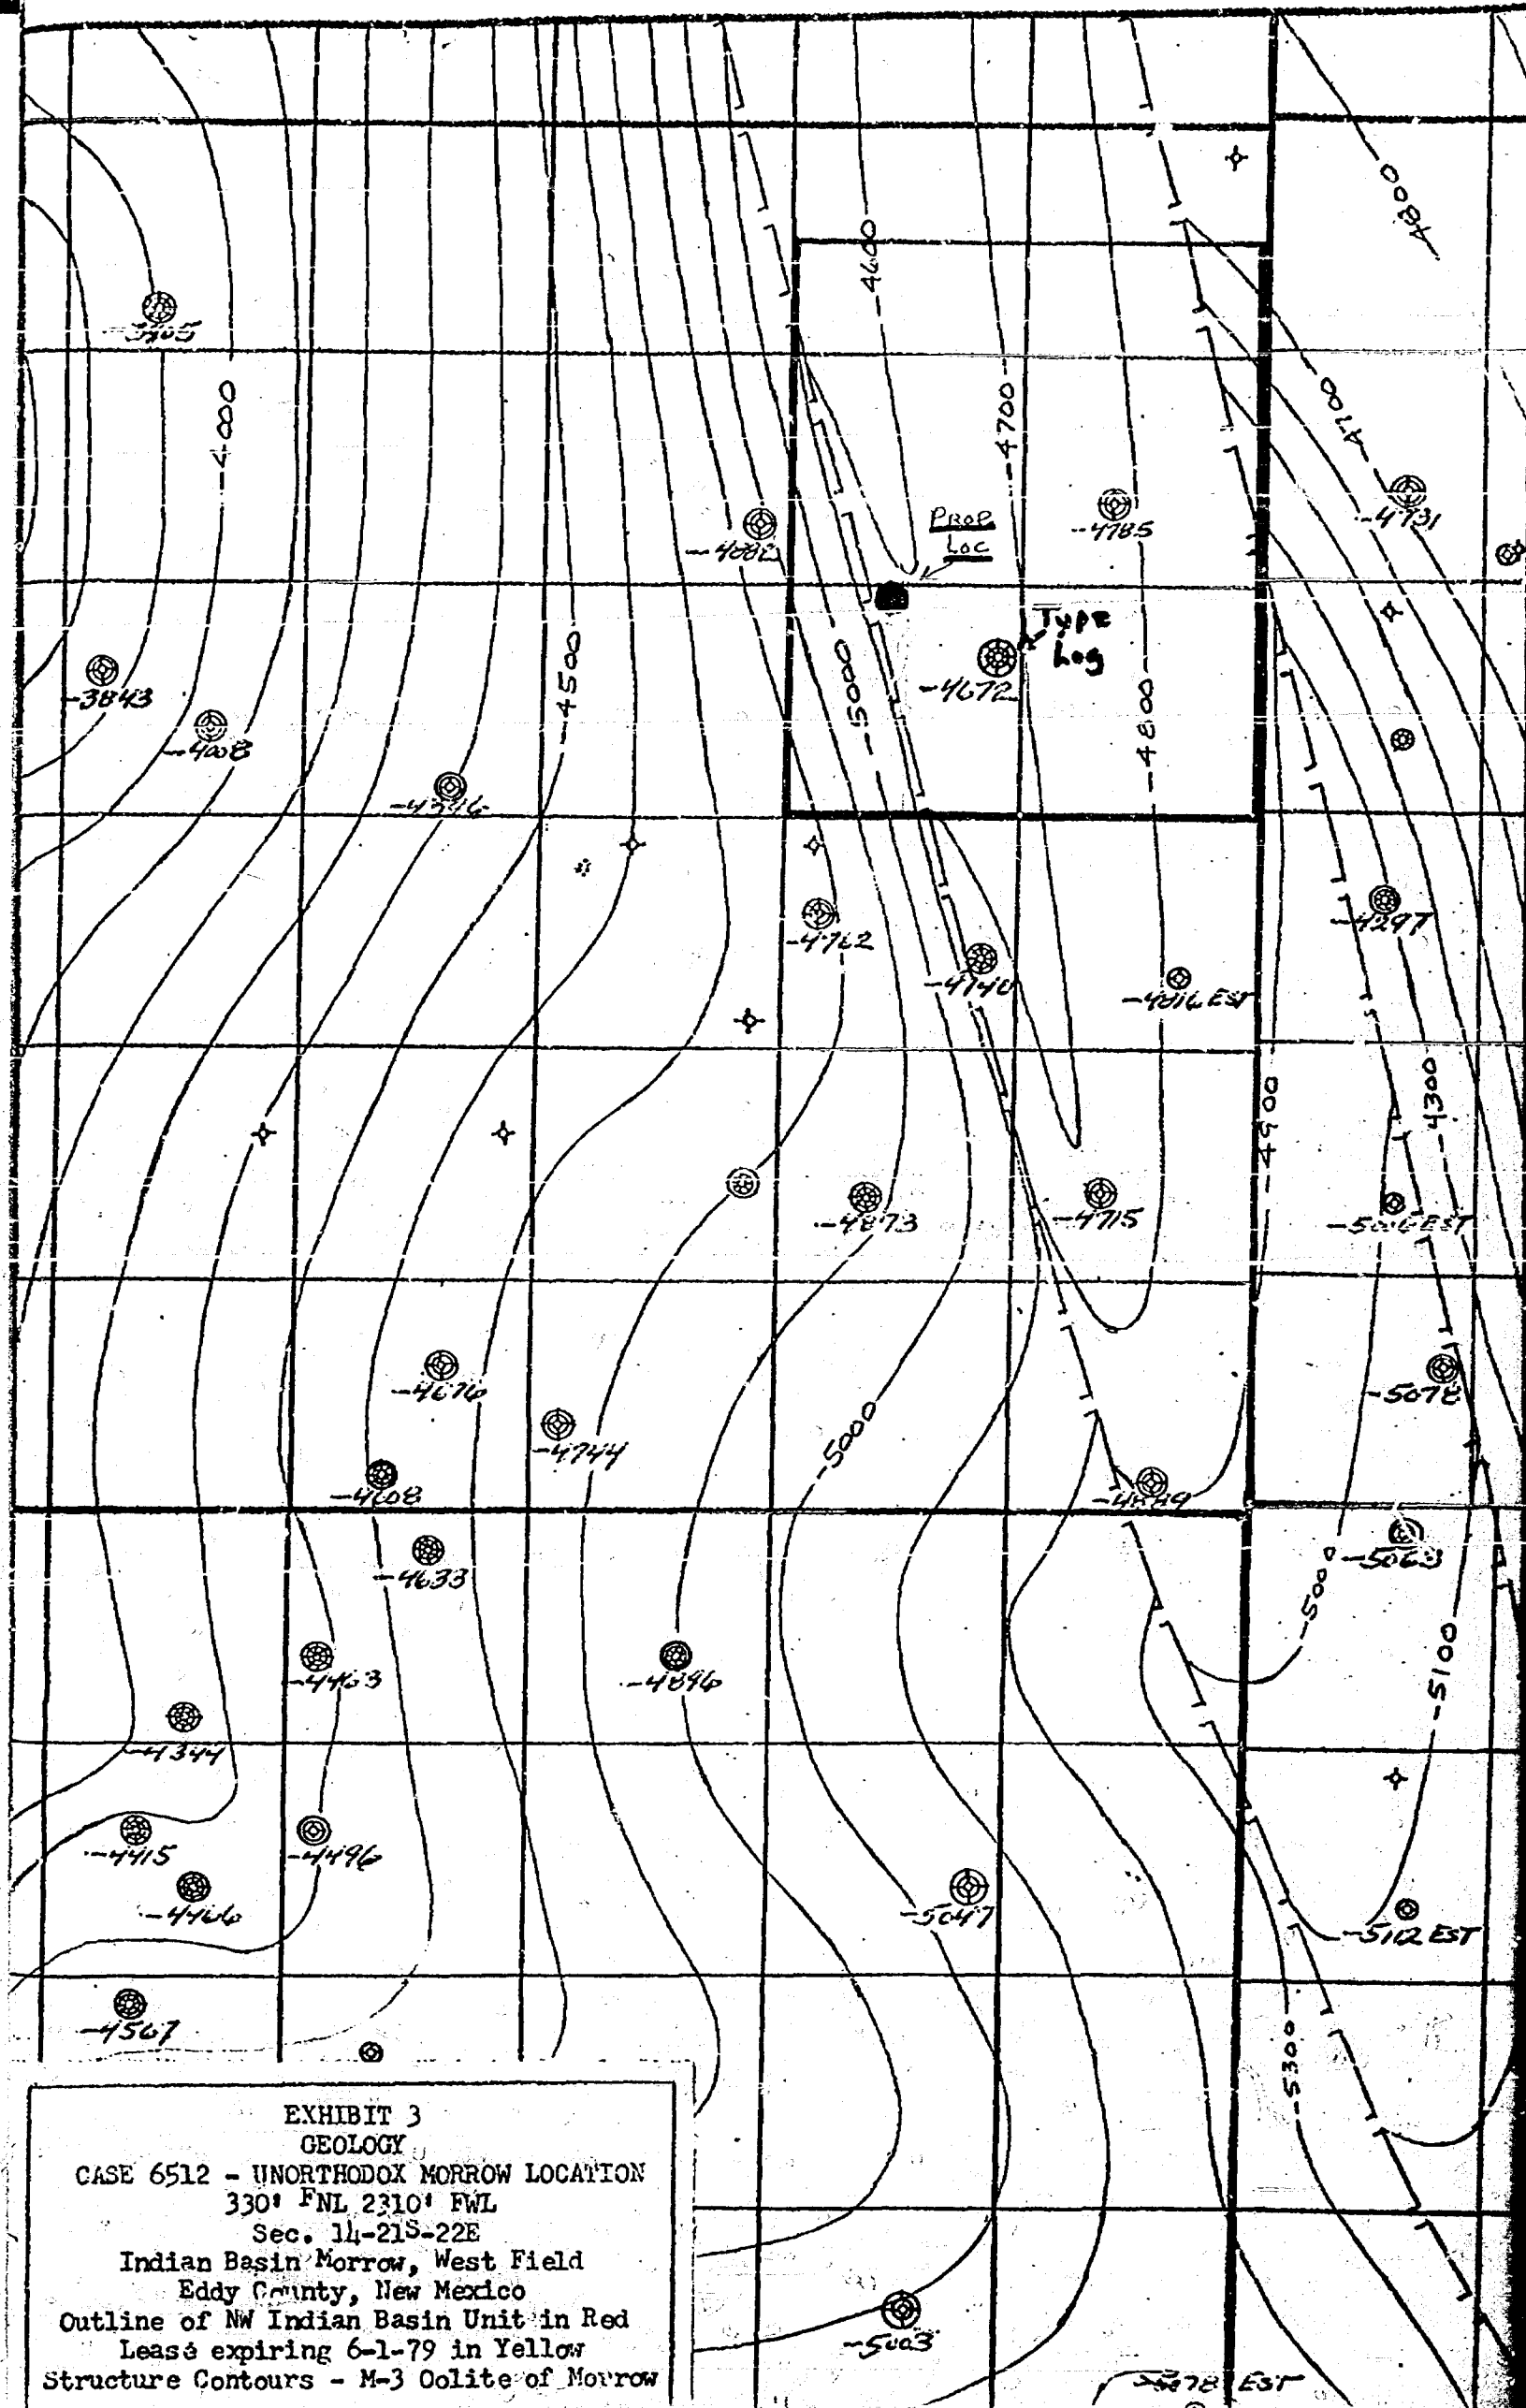 -4800
-4600
-4000
-4700
-4700
-4731
PROP
LOC
-4785
Type
Log
-4672
-5000
-4500
-4800
-3843
-4008
-4346
-4297
-4762
-4740
-4816 EST
-4900
-4300
-4873
-4715
-5078
-4676
-4744
-5000
-4608
-4889
-4633
-5000
-5063
-4463
-4896
-5100
-4344
-4415
-4496
-4466
-5047
-5112 EST
-4567
-5300
EXHIBIT 3
GEOLOGY
CASE 6512 - UNORTHODOX MORROW LOCATION
330' FNL 2310' FWL
Sec. 14-21S-22E
Indian Basin Morrow, West Field
Eddy County, New Mexico
Outline of NW Indian Basin Unit in Red
Lease expiring 6-1-79 in Yellow
Structure Contours - M-3 Oolite of Morrow
-5003
EST